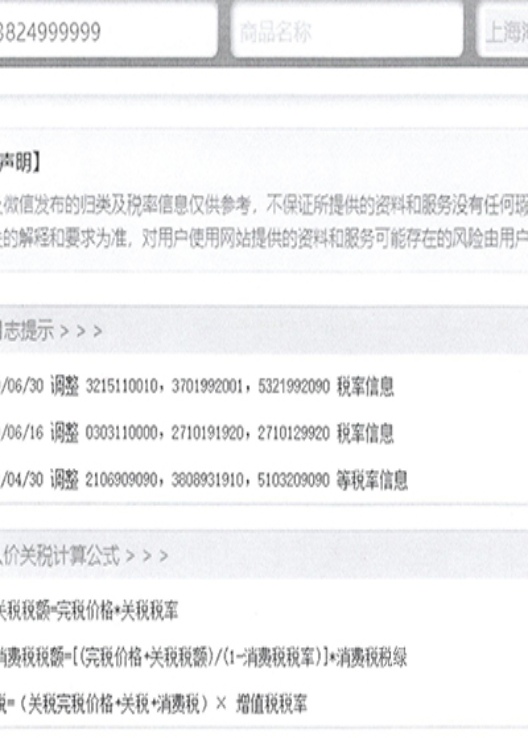 3824999999 商品名称 上海
声明】
微信发布的归类及税率信息仅供参考，不保证所提供的资料和服务没有任何瑕
的解释和要求为准，对用户使用网站提供的资料和服务可能存在的风险由用户
志提示 > > >
/06/30 调整 3215110010，3701992001，5321992090 税率信息
/06/16 调整 0303110000，2710191920，2710129920 税率信息
/04/30 调整 2106909090，3808931910，5103209090 等税率信息
价关税计算公式 > > >
关税税额=完税价格*关税税率
消费税税额=[(完税价格+关税税额)/(1-消费税税率)]*消费税税绿
税=（关税完税价格+关税+消费税）× 增值税税率